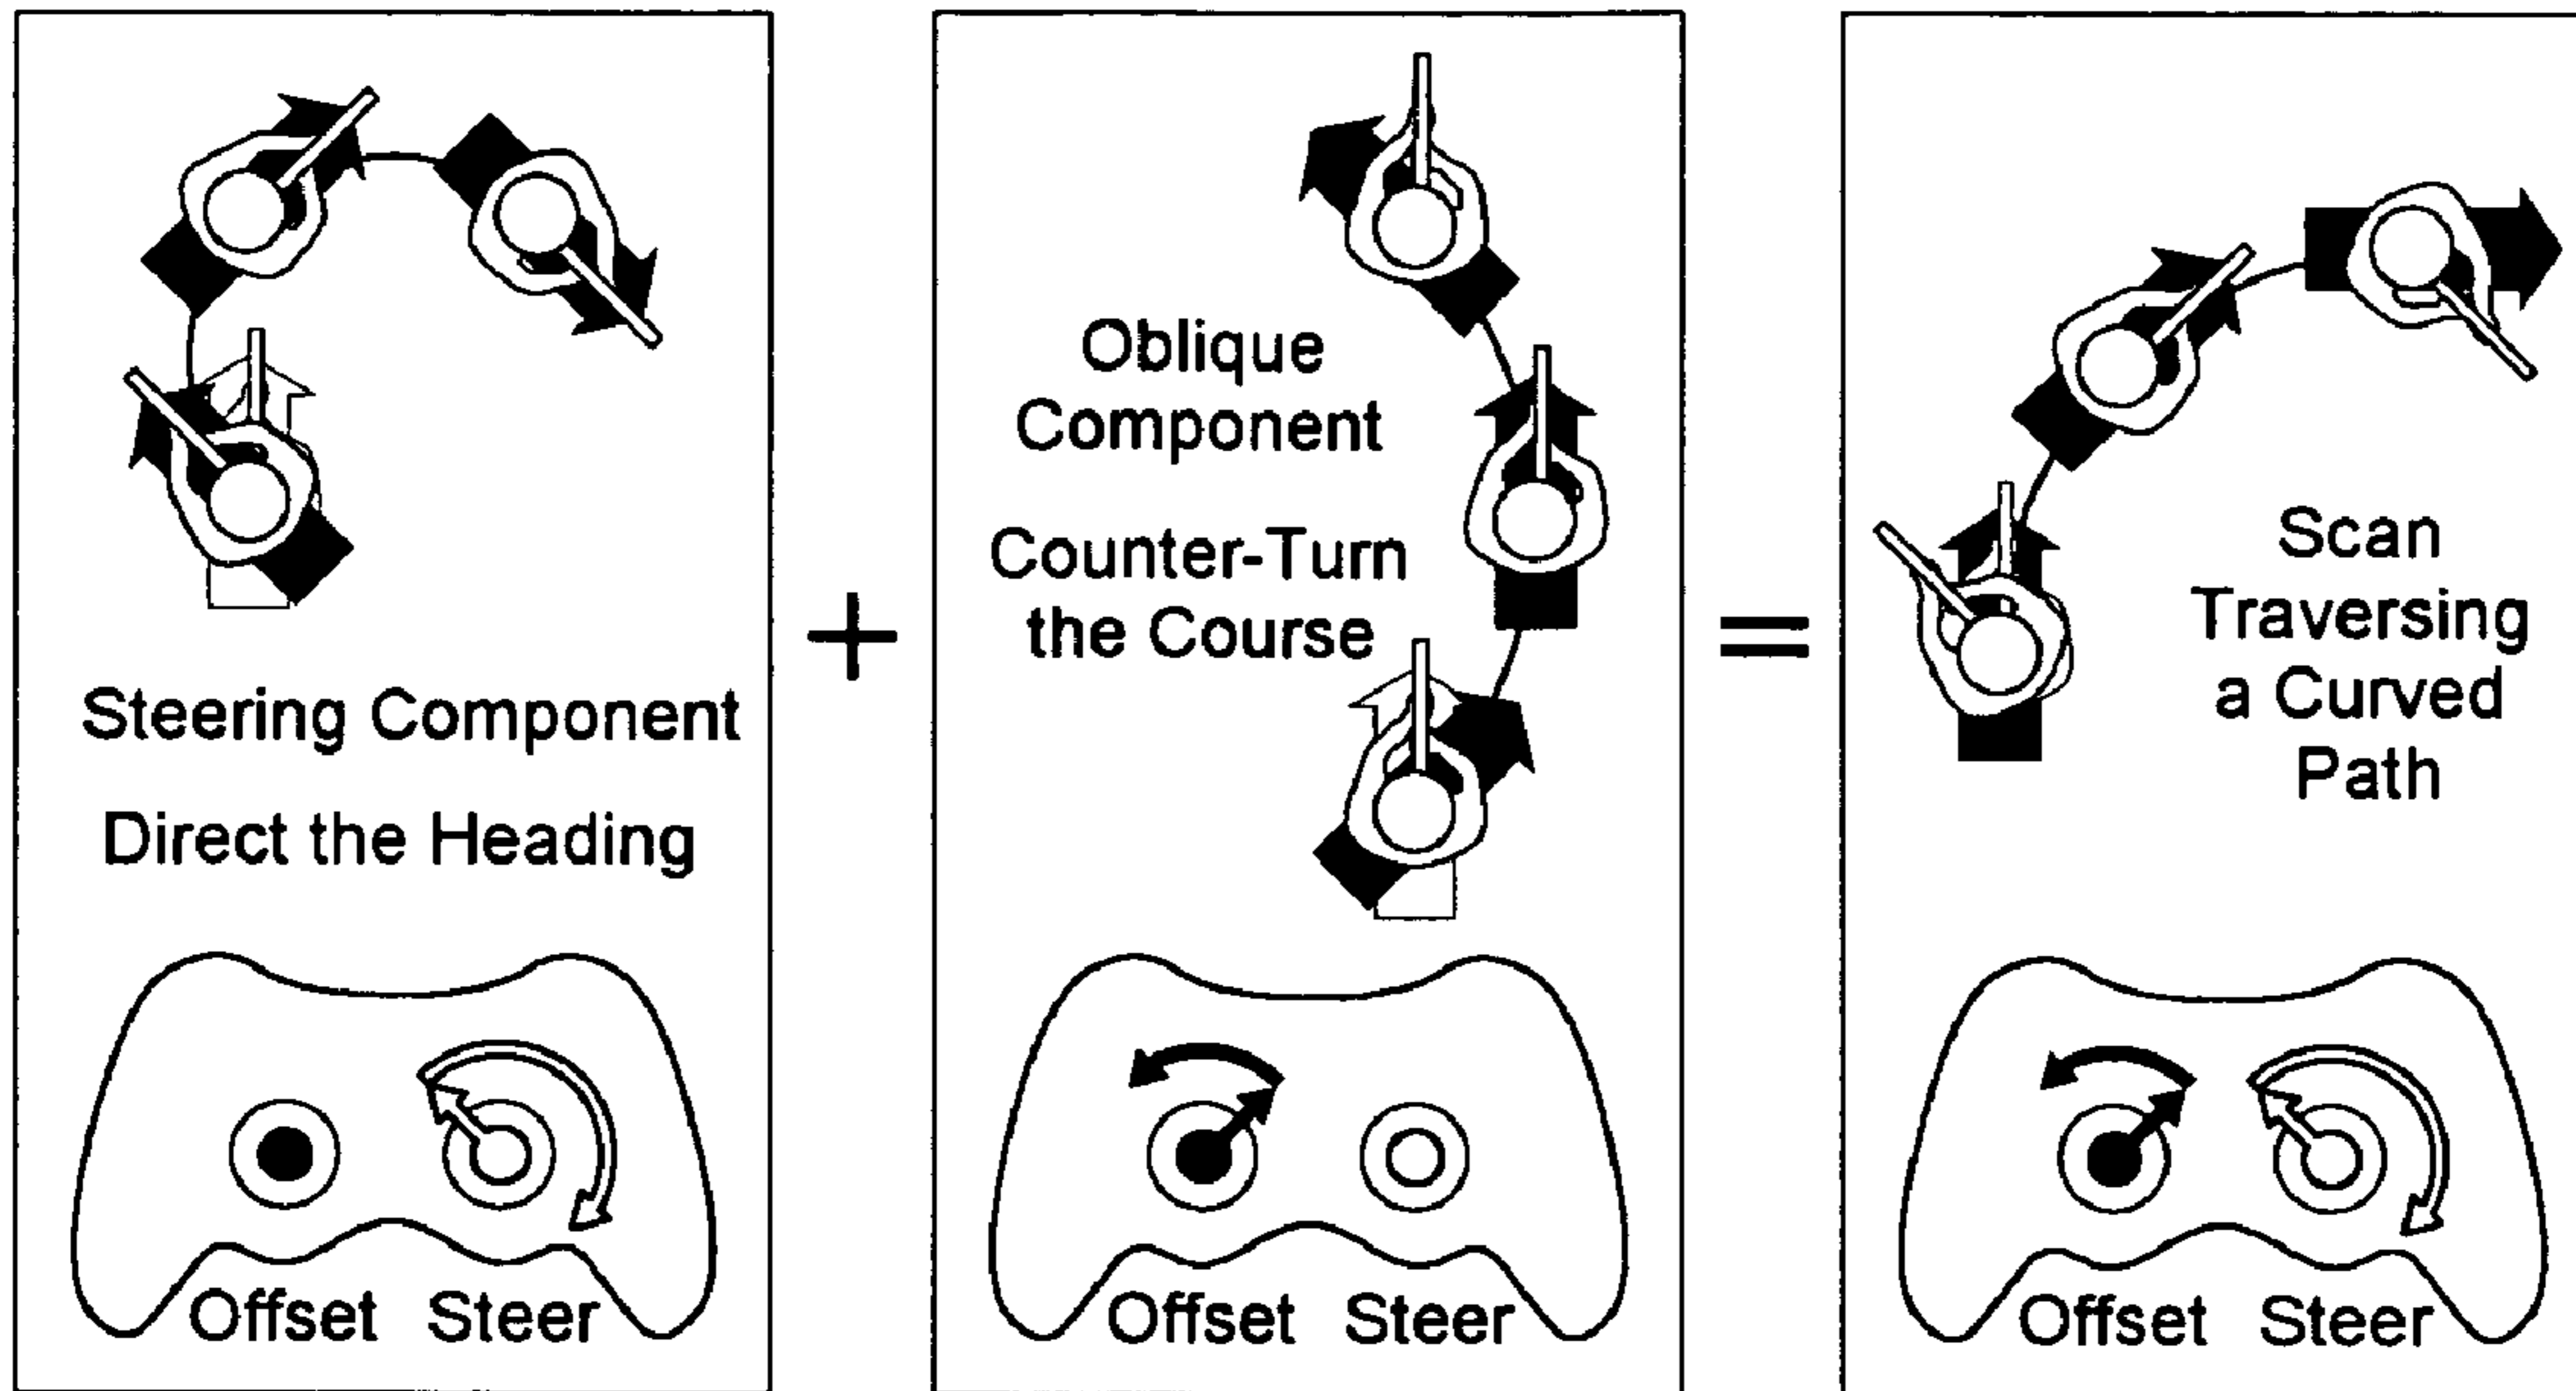 Steering Component
Direct the Heading
Offset Steer
+
Oblique
Component
Counter-Turn
the Course
Offset Steer
=
Scan
Traversing
a Curved
Path
Offset Steer